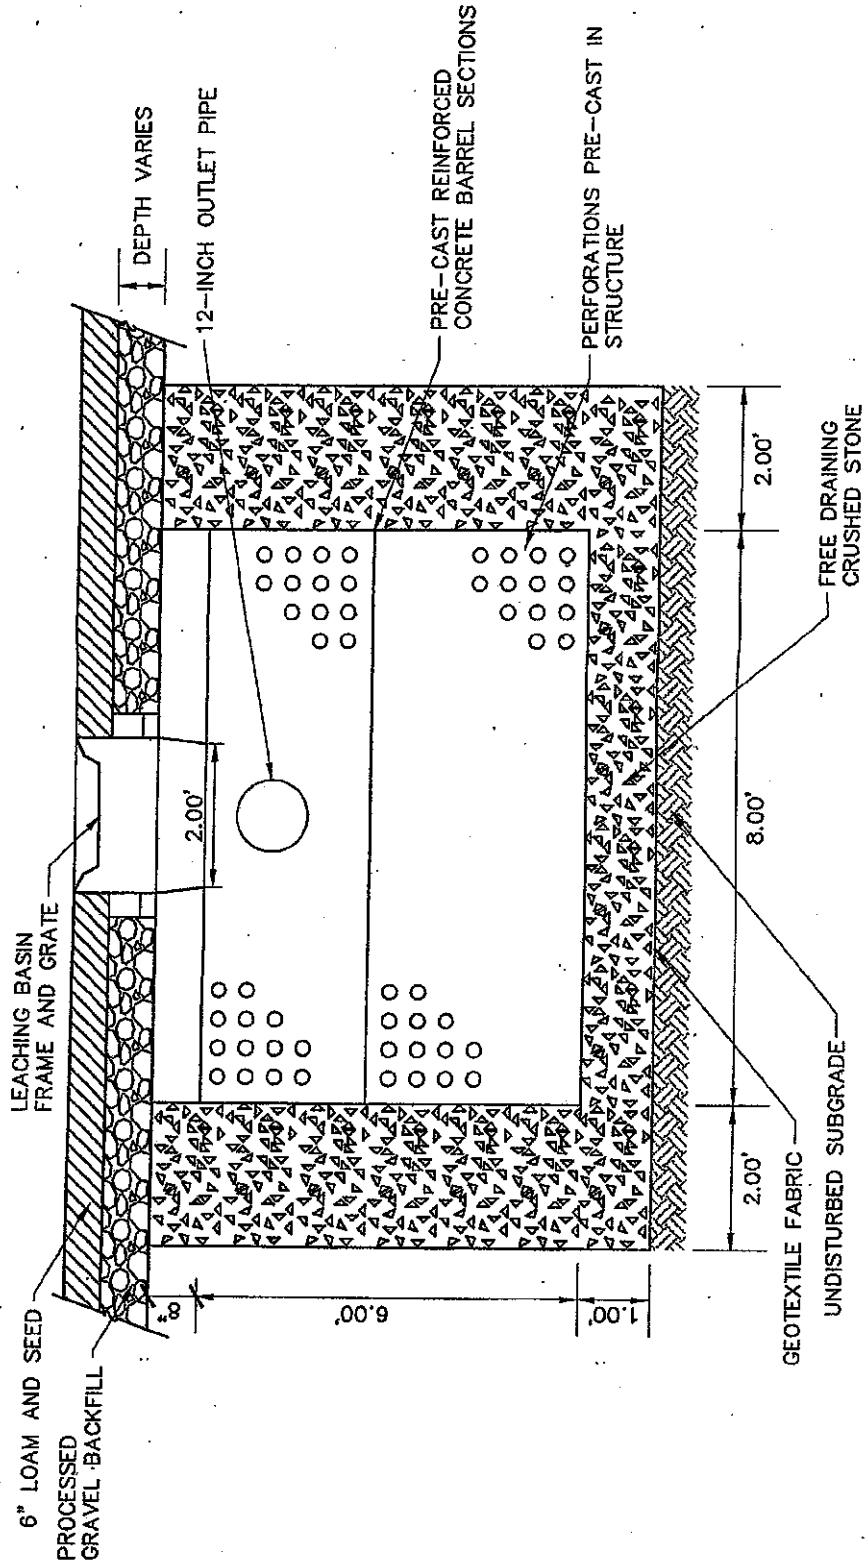 LEACHING BASIN
FRAME AND GRATE
6" LOAM AND SEED
PROCESSED
GRAVEL BACKFILL
DEPTH VARIES
12-INCH OUTLET PIPE
PRE-CAST REINFORCED
CONCRETE BARREL SECTIONS
PERFORATIONS PRE-CAST IN
STRUCTURE
2.00'
8"
6.00'
1.00'
2.00'
8.00'
2.00'
GEOTEXTILE FABRIC
UNDISTURBED SUBGRADE
FREE DRAINING
CRUSHED STONE